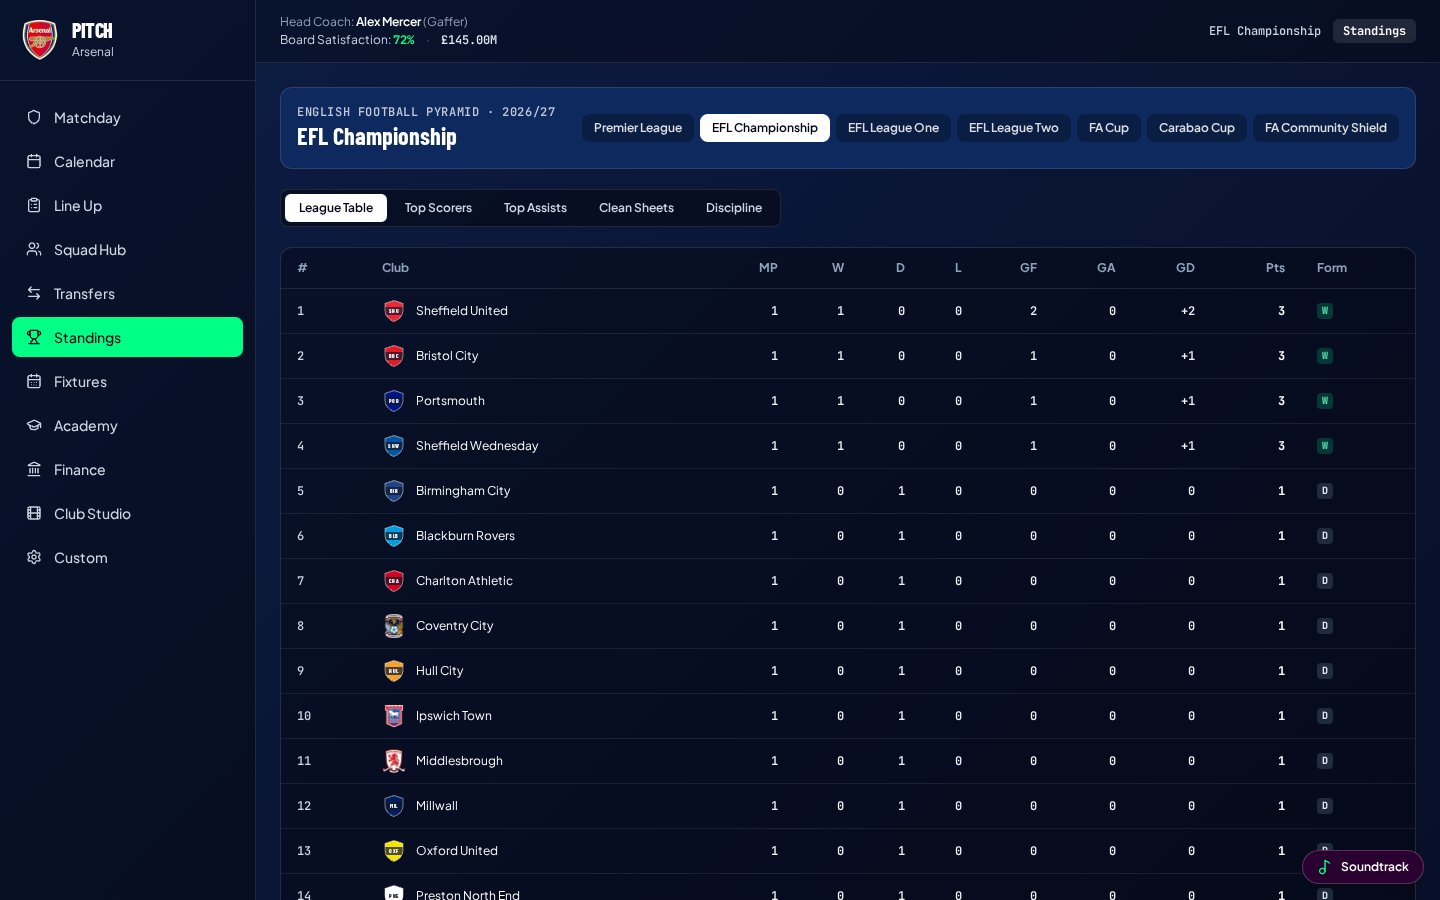 PITCH
Arsenal
Matchday
Calendar
Line Up
Squad Hub
Transfers
Standings
Fixtures
Academy
Finance
Club Studio
Custom
Head Coach: Alex Mercer (Gaffer)
Board Satisfaction: 72% · £145.00M
EFL Championship Standings
ENGLISH FOOTBALL PYRAMID · 2026/27
EFL Championship
Premier League EFL Championship EFL League One EFL League Two FA Cup Carabao Cup FA Community Shield
League Table Top Scorers Top Assists Clean Sheets Discipline
# Club MP W D L GF GA GD Pts Form
1 Sheffield United 1 1 0 0 2 0 +2 3 W
2 Bristol City 1 1 0 0 1 0 +1 3 W
3 Portsmouth 1 1 0 0 1 0 +1 3 W
4 Sheffield Wednesday 1 1 0 0 1 0 +1 3 W
5 Birmingham City 1 0 1 0 0 0 0 1 D
6 Blackburn Rovers 1 0 1 0 0 0 0 1 D
7 Charlton Athletic 1 0 1 0 0 0 0 1 D
8 Coventry City 1 0 1 0 0 0 0 1 D
9 Hull City 1 0 1 0 0 0 0 1 D
10 Ipswich Town 1 0 1 0 0 0 0 1 D
11 Middlesbrough 1 0 1 0 0 0 0 1 D
12 Millwall 1 0 1 0 0 0 0 1 D
13 Oxford United 1 0 1 0 0 0 0 1 D
14 Preston North End 1 0 1 0 0 0 0 1 D
Soundtrack